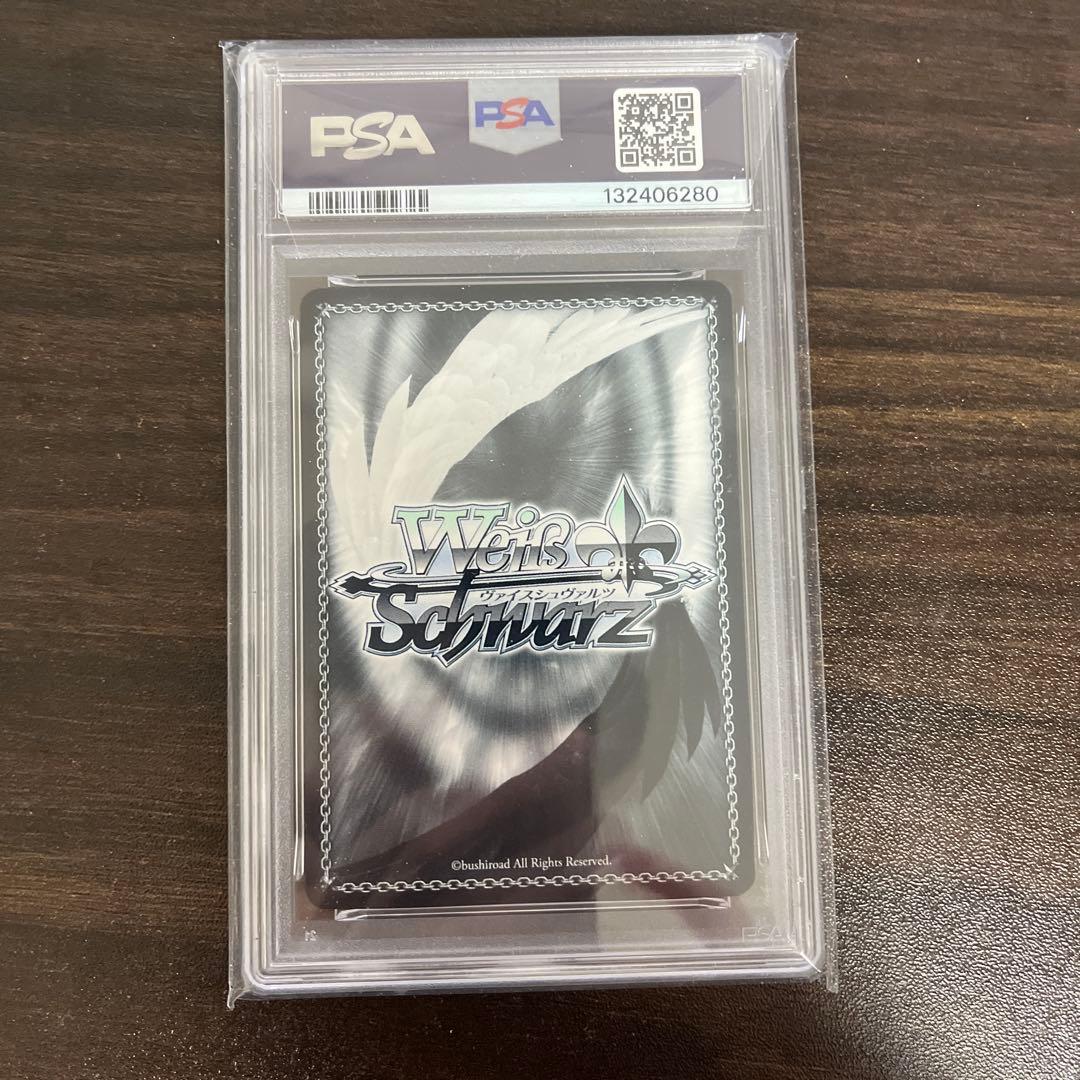 PSA
PSA
132406280
Weiß
ヴァイスシュヴァルツ
Schwarz
©bushiroad All Rights Reserved.
PSA